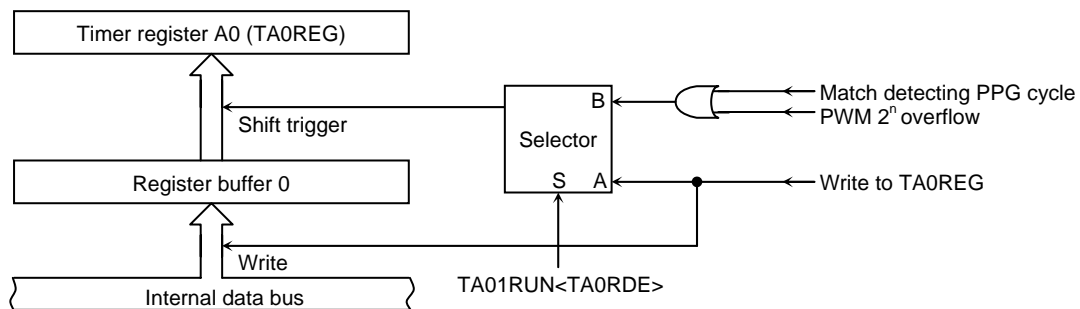 Timer register A0 (TA0REG)
Shift trigger
B
Match detecting PPG cycle
PWM 2ⁿ overflow
Selector
Register buffer 0
S A
Write to TA0REG
Write
TA01RUN<TA0RDE>
Internal data bus